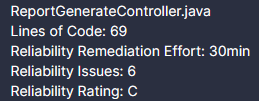 ReportGenerateController.java
Lines of Code: 69
Reliability Remediation Effort: 30min
Reliability Issues: 6
Reliability Rating: C